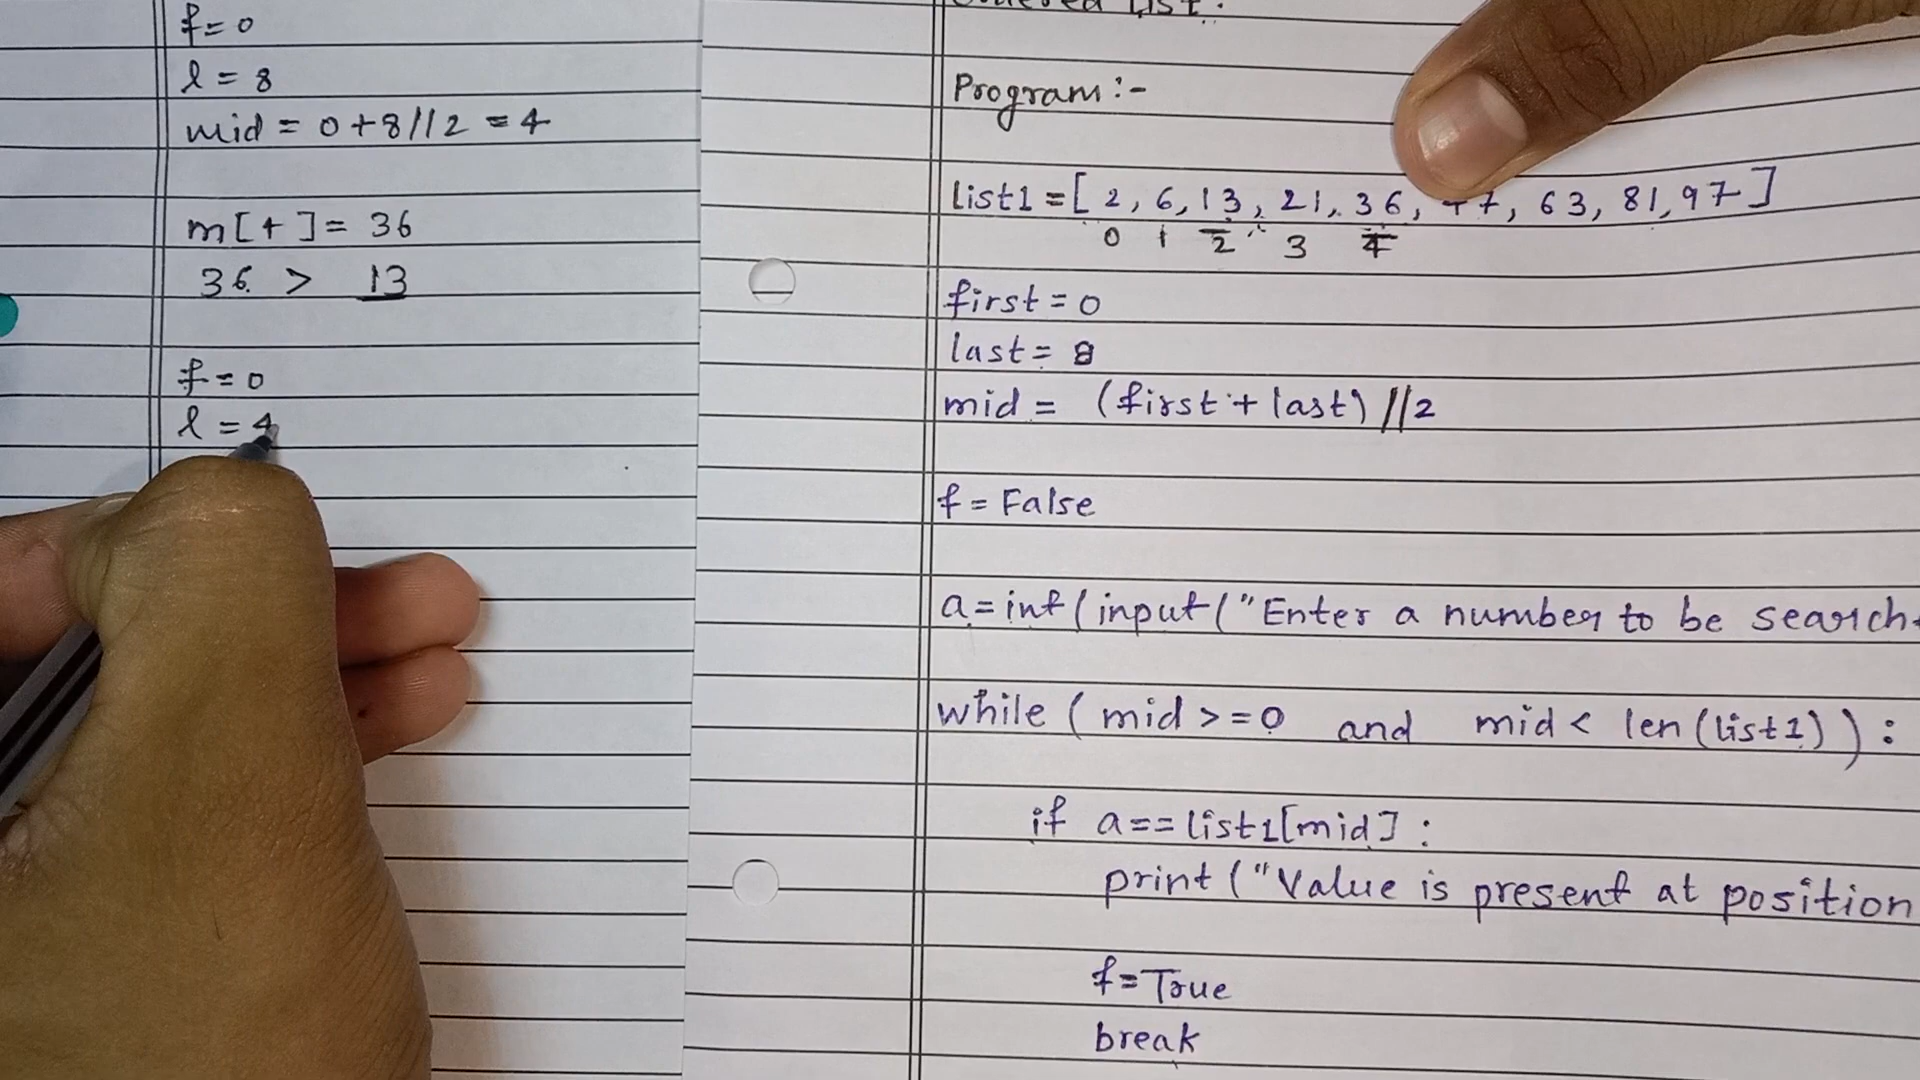 f=0
l = 8
mid = 0+8//2 = 4
m[4]= 36
36 > 13
f=0
l = 4
List:
Program:-
list1=[2, 6, 13, 21, 36, 47, 63, 81, 97]
0 1 2 3 4
first=0
last= 8
mid= (first+last)//2
f=False
a=int(input("Enter a number to be search
while (mid>=0 and mid< len(list1)):
if a==list1[mid]:
print("Value is present at position
f=True
break